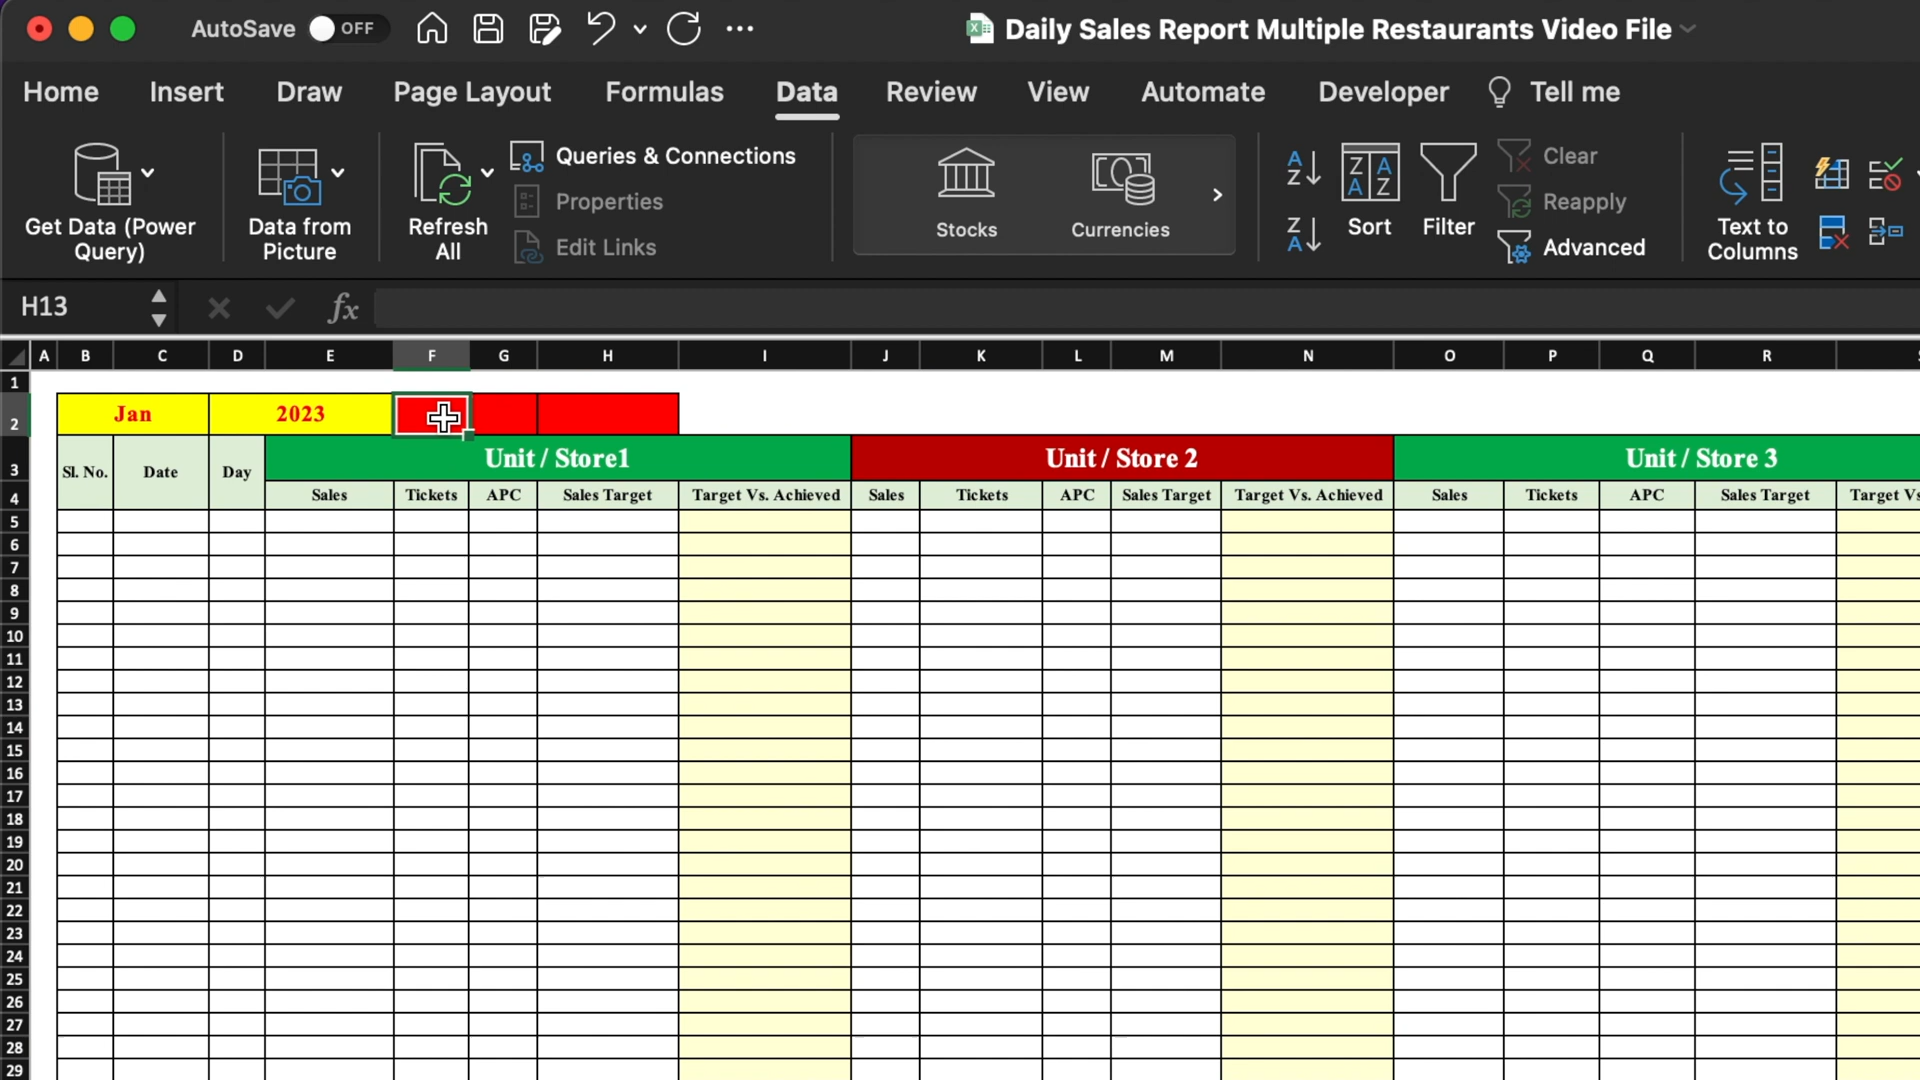 AutoSave OFF Daily Sales Report Multiple Restaurants Video File
Home Insert Draw Page Layout Formulas Data Review View Automate Developer Tell me
Get Data (Power Query)
Data from Picture
Refresh All
Queries & Connections
Properties
Edit Links
Stocks
Currencies
Sort
Filter
Clear
Reapply
Advanced
Text to Columns
H13 fx
A B C D E F G H I J K L M N O P Q R
1
2 Jan 2023
3 Sl. No. Date Day Unit / Store1 Unit / Store 2 Unit / Store 3
4 Sales Tickets APC Sales Target Target Vs. Achieved Sales Tickets APC Sales Target Target Vs. Achieved Sales Tickets APC Sales Target Target Vs
5
6
7
8
9
10
11
12
13
14
15
16
17
18
19
20
21
22
23
24
25
26
27
28
29